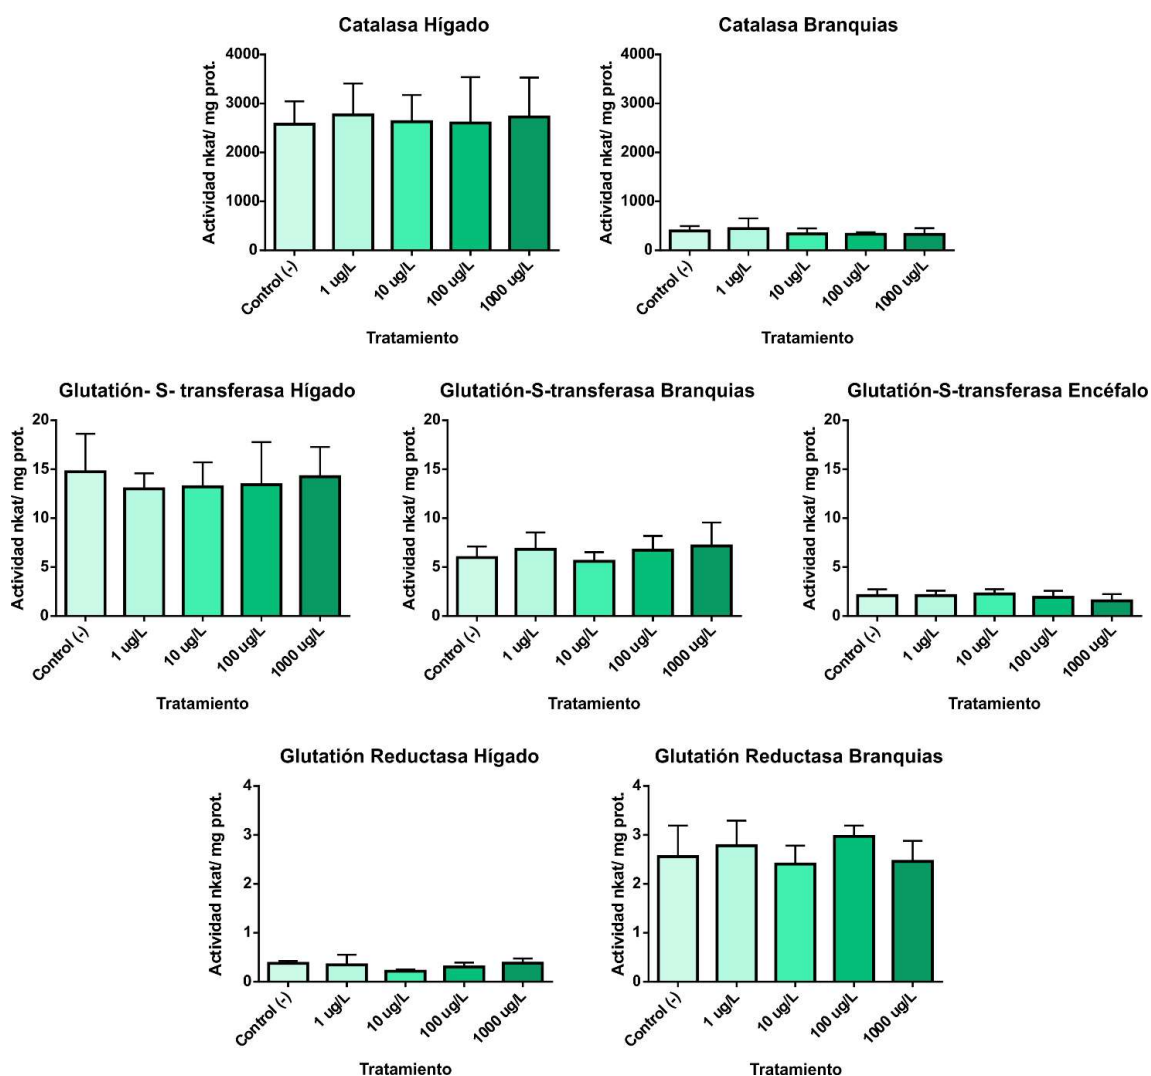 Catalasa Hígado
Actividad nkat/ mg prot.
4000
3000
2000
1000
0
Control (-)
1 ug/L
10 ug/L
100 ug/L
1000 ug/L
Tratamiento
Catalasa Branquias
Actividad nkat/ mg prot.
4000
3000
2000
1000
0
Control (-)
1 ug/L
10 ug/L
100 ug/L
1000 ug/L
Tratamiento
Glutatión- S- transferasa Hígado
Actividad nkat/ mg prot.
20
15
10
5
0
Control (-)
1 ug/L
10 ug/L
100 ug/L
1000 ug/L
Tratamiento
Glutatión-S-transferasa Branquias
Actividad nkat/ mg prot.
20
15
10
5
0
Control (-)
1 ug/L
10 ug/L
100 ug/L
1000 ug/L
Tratamiento
Glutatión-S-transferasa Encéfalo
Actividad nkat/ mg prot.
20
15
10
5
0
Control (-)
1 ug/L
10 ug/L
100 ug/L
1000 ug/L
Tratamiento
Glutatión Reductasa Hígado
Actividad nkat/ mg prot.
4
3
2
1
0
Control (-)
1 ug/L
10 ug/L
100 ug/L
1000 ug/L
Tratamiento
Glutatión Reductasa Branquias
Actividad nkat/ mg prot.
4
3
2
1
0
Control (-)
1 ug/L
10 ug/L
100 ug/L
1000 ug/L
Tratamiento